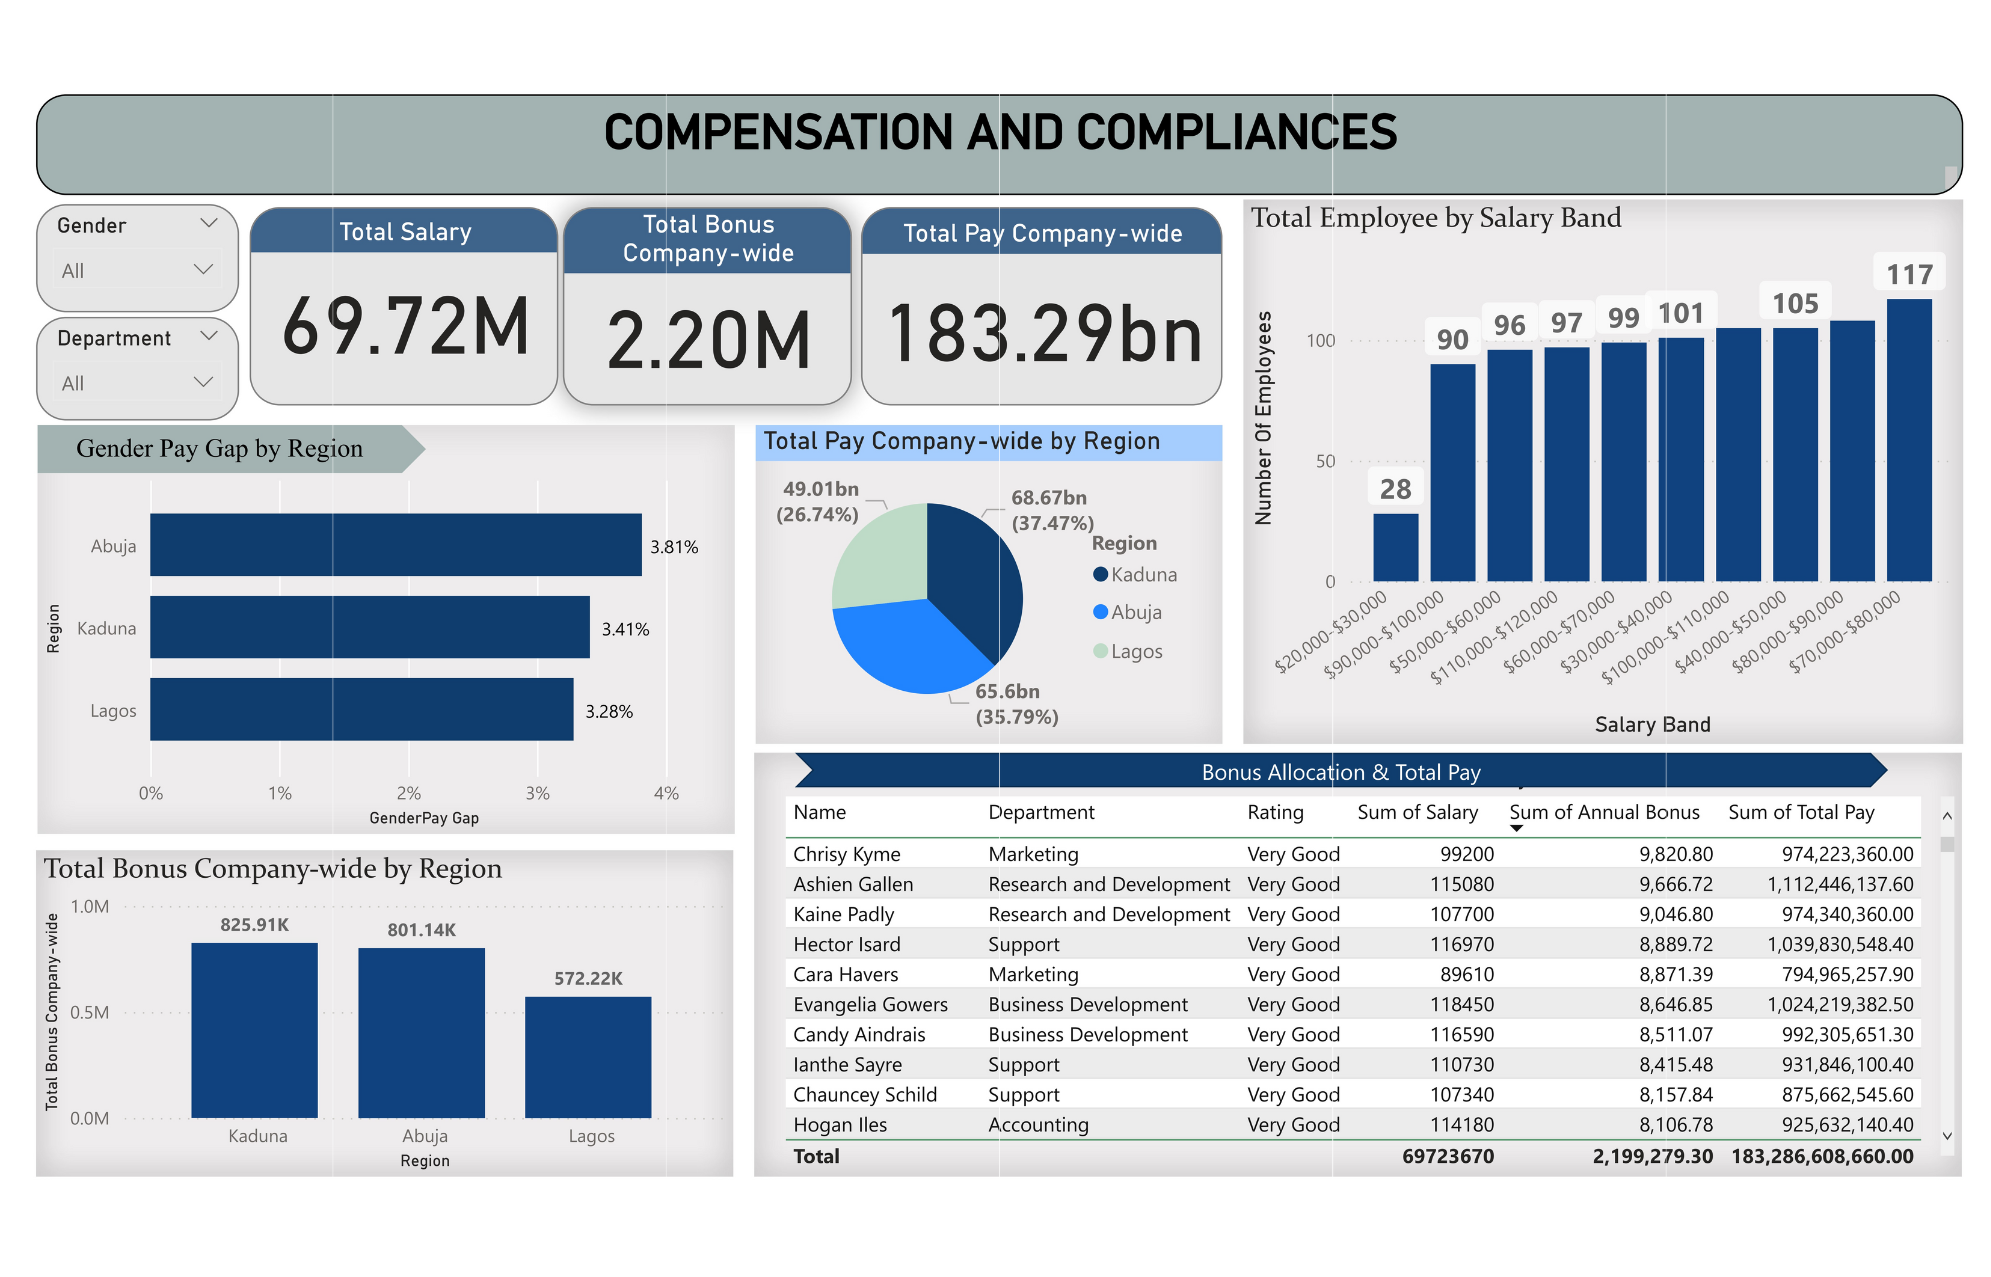 COMPENSATION AND COMPLIANCES
Gender
All
Department
All
Total Salary
69.72M
Total Bonus
Company-wide
2.20M
Total Pay Company-wide
183.29bn
Total Employee by Salary Band
Number Of Employees
100
50
0
28
90
96
97
99
101
105
117
$20,000-$30,000
$90,000-$100,000
$50,000-$60,000
$110,000-$120,000
$60,000-$70,000
$30,000-$40,000
$100,000-$110,000
$40,000-$50,000
$80,000-$90,000
$70,000-$80,000
Salary Band
Gender Pay Gap by Region
Region
Abuja
3.81%
Kaduna
3.41%
Lagos
3.28%
0%
1%
2%
3%
4%
GenderPay Gap
Total Pay Company-wide by Region
49.01bn
(26.74%)
68.67bn
(37.47%)
65.6bn
(35.79%)
Region
Kaduna
Abuja
Lagos
Total Bonus Company-wide by Region
Total Bonus Company-wide
1.0M
0.5M
0.0M
825.91K
801.14K
572.22K
Kaduna
Abuja
Lagos
Region
Bonus Allocation & Total Pay
Name Department Rating Sum of Salary Sum of Annual Bonus Sum of Total Pay
Chrisy Kyme Marketing Very Good 99200 9,820.80 974,223,360.00
Ashien Gallen Research and Development Very Good 115080 9,666.72 1,112,446,137.60
Kaine Padly Research and Development Very Good 107700 9,046.80 974,340,360.00
Hector Isard Support Very Good 116970 8,889.72 1,039,830,548.40
Cara Havers Marketing Very Good 89610 8,871.39 794,965,257.90
Evangelia Gowers Business Development Very Good 118450 8,646.85 1,024,219,382.50
Candy Aindrais Business Development Very Good 116590 8,511.07 992,305,651.30
Ianthe Sayre Support Very Good 110730 8,415.48 931,846,100.40
Chauncey Schild Support Very Good 107340 8,157.84 875,662,545.60
Hogan Iles Accounting Very Good 114180 8,106.78 925,632,140.40
Total 69723670 2,199,279.30 183,286,608,660.00